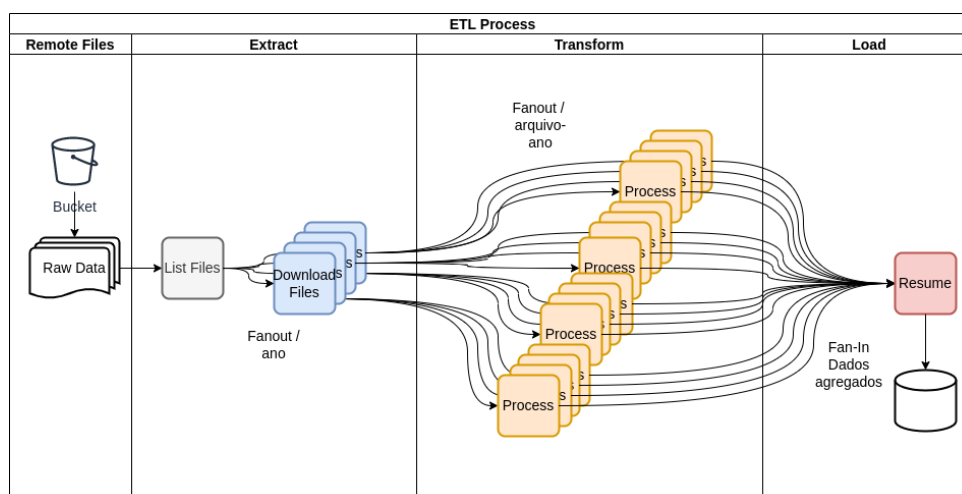 ETL Process
Remote Files
Extract
Transform
Load
Bucket
Raw Data
List Files
Downloads
Files
s
Fanout /
ano
Fanout /
arquivo-
ano
Process
s
s
Process
Process
Process
s
s
Resume
Fan-In
Dados
agregados